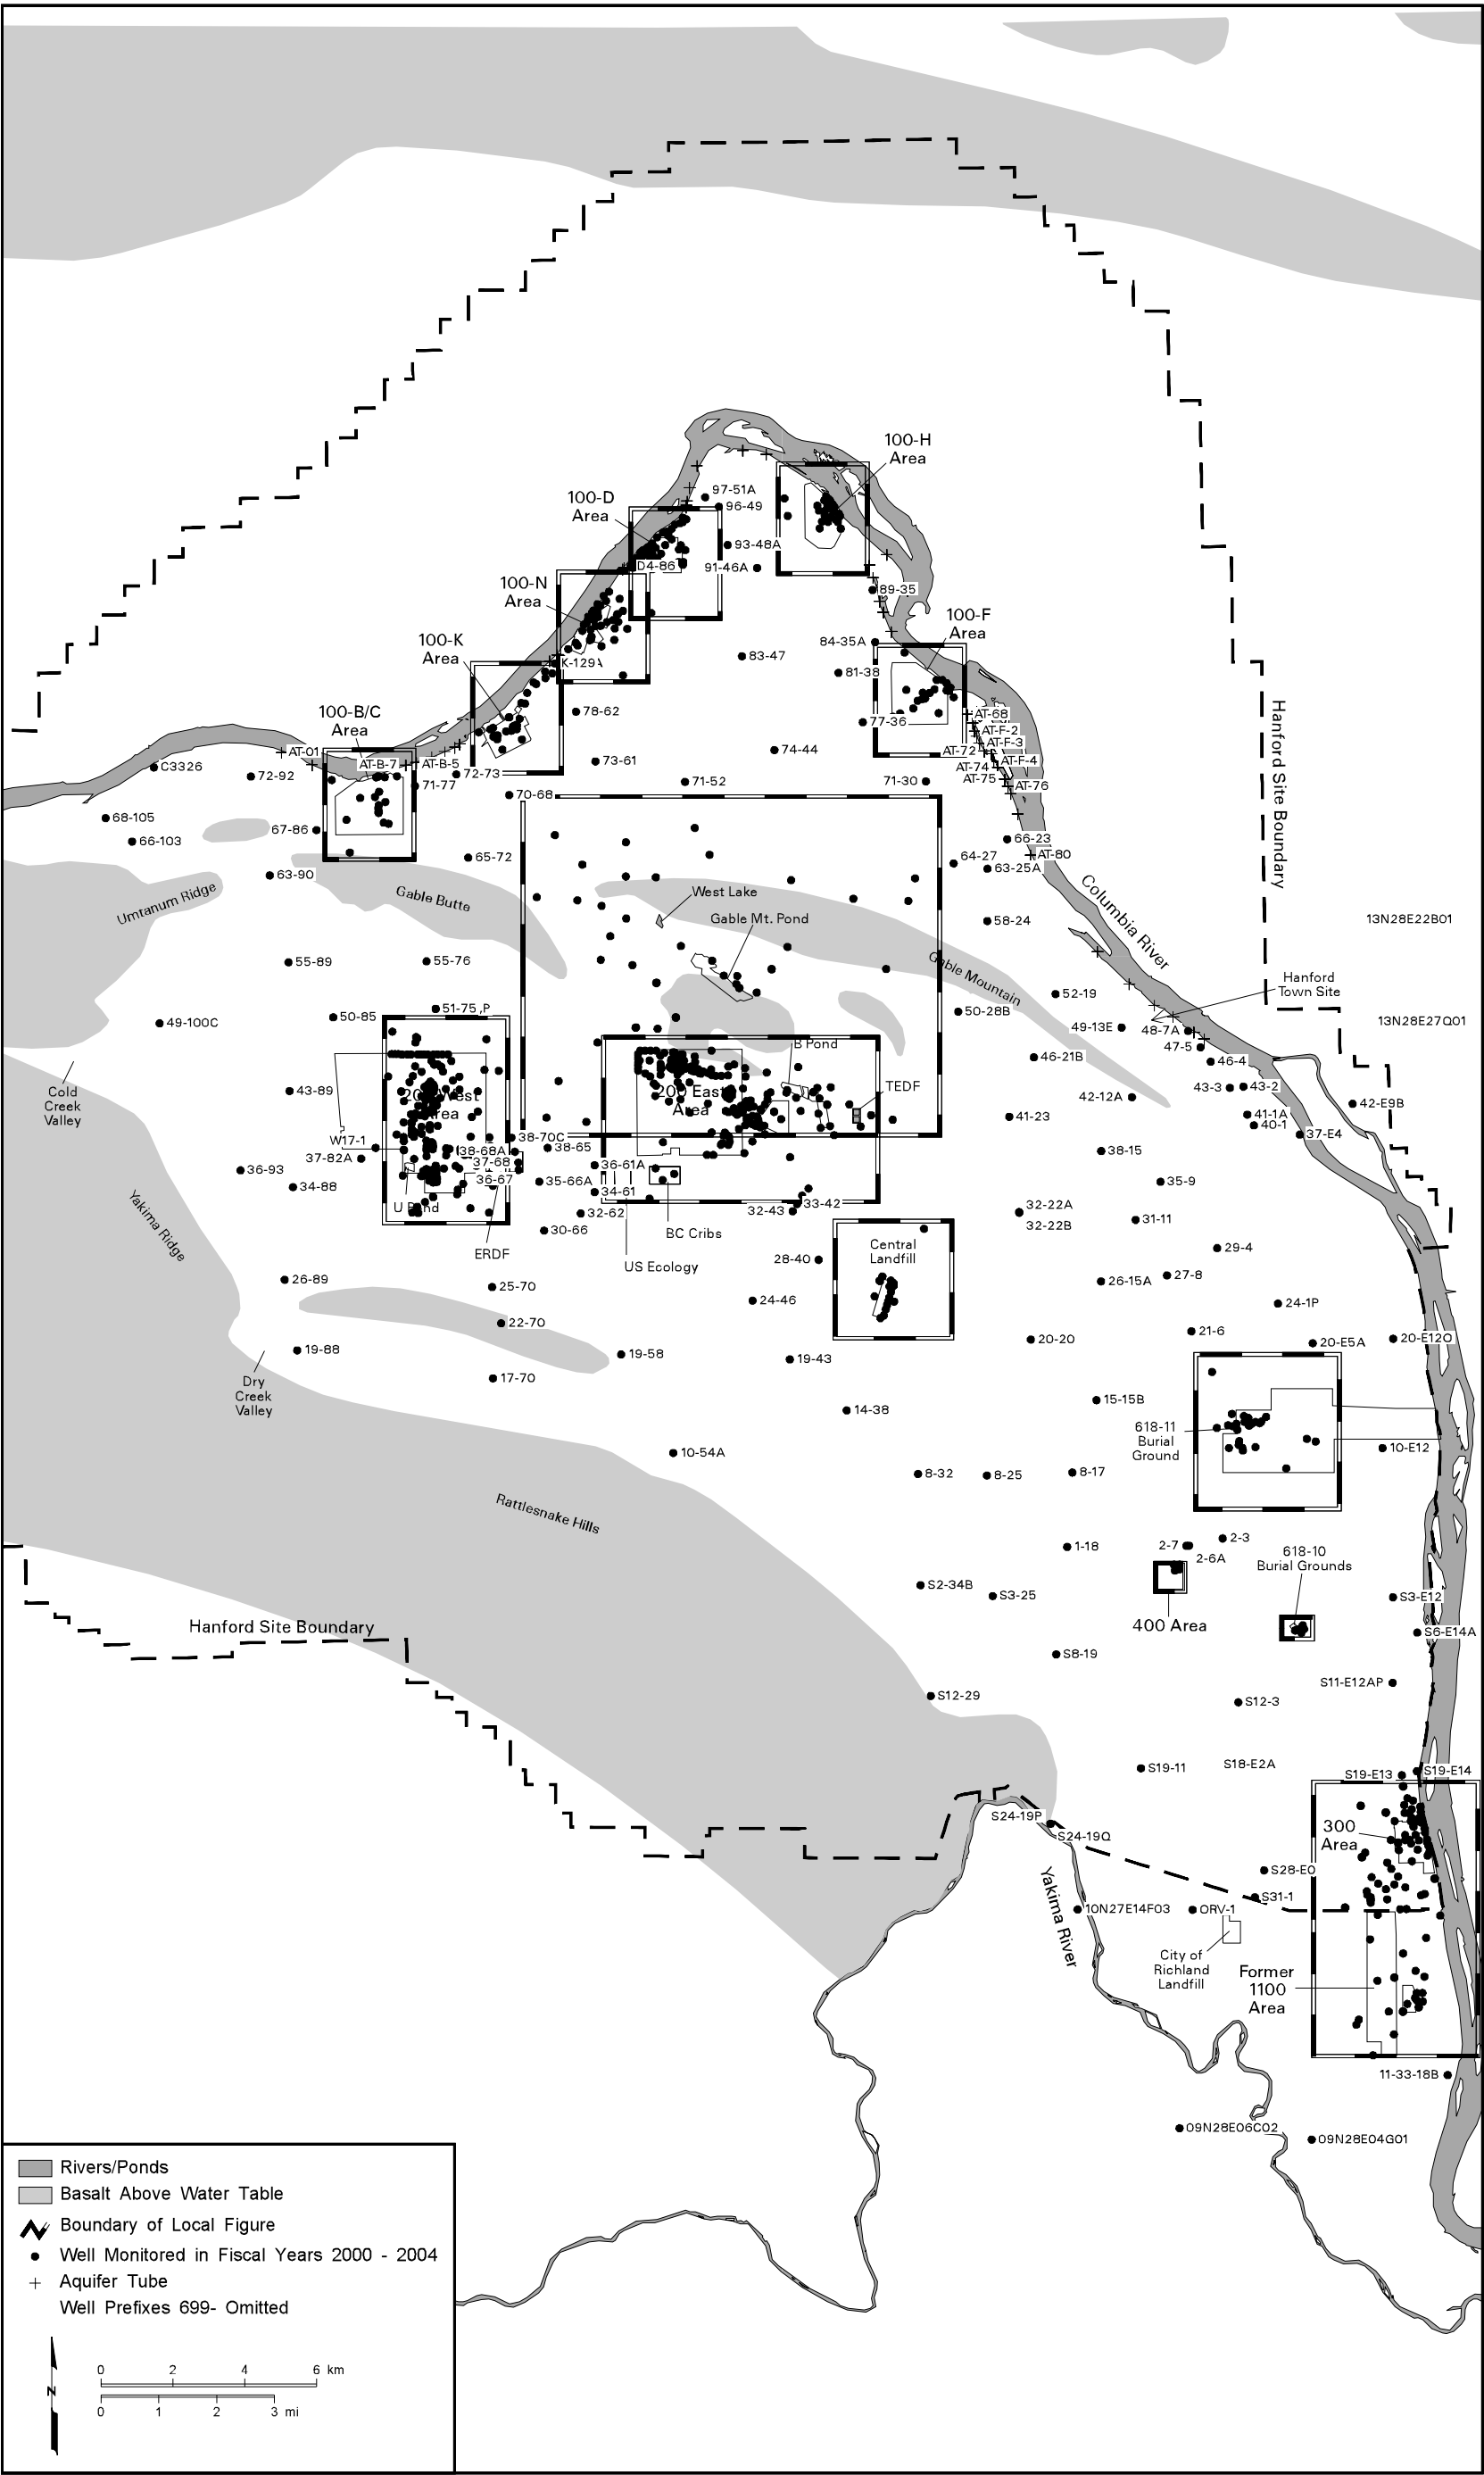 100-H
Area
97-51A
100-D
Area
96-49
93-48A
D4-86
91-46A
100-N
Area
89-35
100-F
Area
100-K
Area
84-35A
83-47
K-129A
81-38
100-B/C
Area
78-62
77-36
AT-68
AT-F-2
AT-F-3
AT-72
AT-F-4
AT-74
AT-75
AT-76
AT-01
AT-B-7
AT-B-5
C3326
72-92
72-73
71-77
73-61
74-44
71-52
71-30
70-68
68-105
66-103
67-86
66-23
AT-80
65-72
64-27
63-25A
63-90
Umtanum Ridge
Gable Butte
West Lake
Gable Mt. Pond
58-24
Columbia River
Hanford Site Boundary
13N28E22B01
55-89
55-76
Gable Mountain
Hanford
Town Site
52-19
51-75,P
50-85
50-28B
49-100C
49-13E
48-7A
47-5
13N28E27Q01
46-21B
46-4
B Pond
Cold
Creek
Valley
43-89
200 West
Area
200 East
Area
TEDF
43-3
43-2
42-12A
42-E9B
41-23
41-1A
40-1
37-E4
W17-1
38-70C
38-68A
38-65
37-82A
37-68
36-61A
38-15
36-93
36-67
35-66A
34-61
35-9
34-88
U Pond
32-62
33-42
32-43
32-22A
32-22B
31-11
Yakima Ridge
30-66
BC Cribs
ERDF
US Ecology
28-40
Central
Landfill
29-4
26-89
25-70
26-15A
27-8
24-46
24-1P
22-70
21-6
20-20
20-E5A
20-E12O
19-88
19-58
19-43
Dry
Creek
Valley
17-70
15-15B
14-38
618-11
Burial
Ground
10-E12
10-54A
8-32
8-25
8-17
Rattlesnake Hills
2-3
1-18
2-7
2-6A
618-10
Burial Grounds
S2-34B
S3-25
S3-E12
400 Area
Hanford Site Boundary
S6-E14A
S8-19
S11-E12AP
S12-29
S12-3
S19-11
S18-E2A
S19-E13
S19-E14
S24-19P
S24-19Q
300
Area
S28-E0
S31-1
Yakima River
10N27E14F03
ORV-1
City of
Richland
Landfill
Former
1100
Area
11-33-18B
09N28E06C02
09N28E04G01
Rivers/Ponds
Basalt Above Water Table
Boundary of Local Figure
Well Monitored in Fiscal Years 2000 - 2004
Aquifer Tube
Well Prefixes 699- Omitted
0 2 4 6 km
N
0 1 2 3 mi